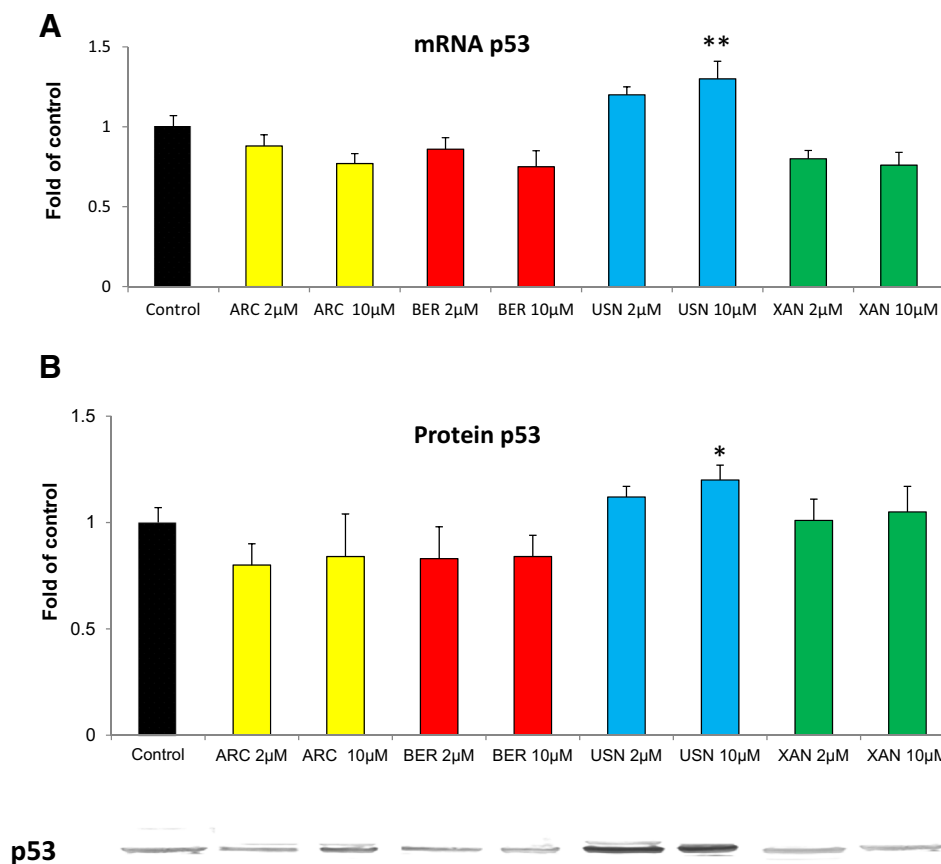 A
mRNA p53
**
1.5
1
0.5
0
Fold of control
Control ARC 2µM ARC 10µM BER 2µM BER 10µM USN 2µM USN 10µM XAN 2µM XAN 10µM
B
Protein p53
*
1.5
1
0.5
0
Fold of control
Control ARC 2µM ARC 10µM BER 2µM BER 10µM USN 2µM USN 10µM XAN 2µM XAN 10µM
p53